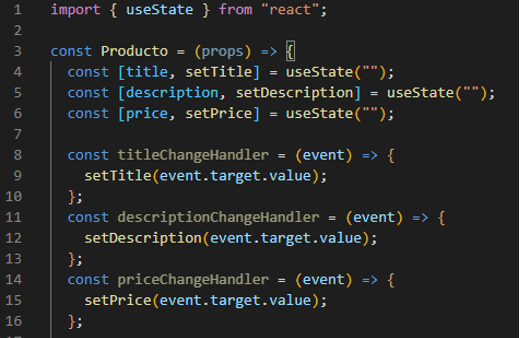 1 import { useState } from "react";
2
3 const Producto = (props) => {
4 const [title, setTitle] = useState("");
5 const [description, setDescription] = useState("");
6 const [price, setPrice] = useState("");
7
8 const titleChangeHandler = (event) => {
9 setTitle(event.target.value);
10 };
11 const descriptionChangeHandler = (event) => {
12 setDescription(event.target.value);
13 };
14 const priceChangeHandler = (event) => {
15 setPrice(event.target.value);
16 };